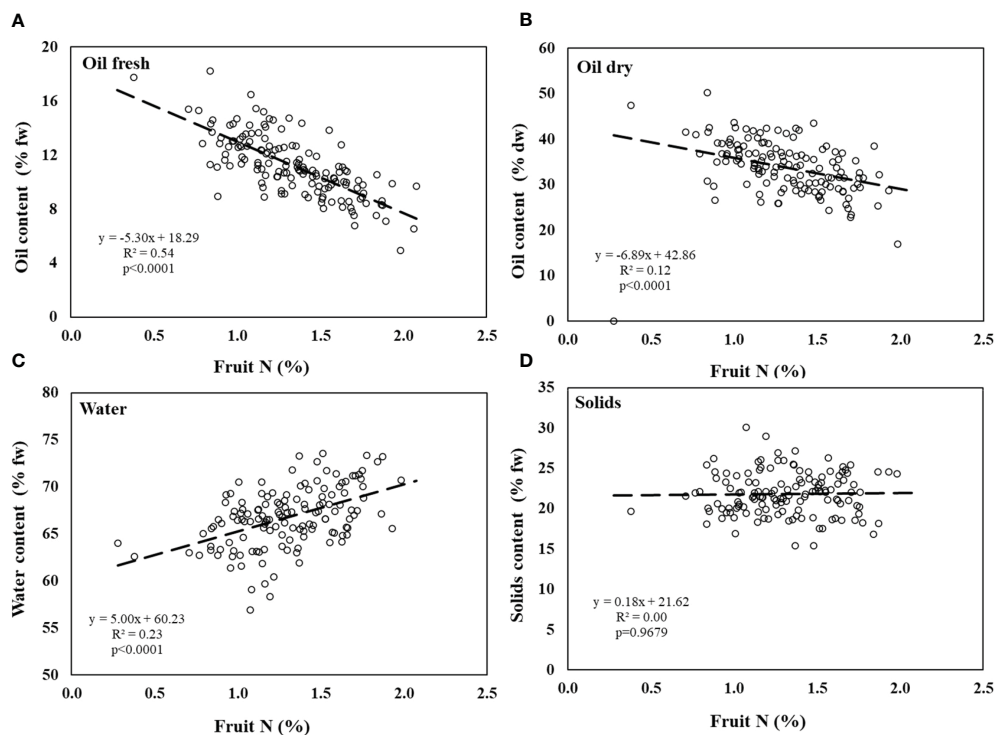 A
Oil fresh
Oil content (% fw)
20
16
12
8
4
0
y = -5.30x + 18.29
R² = 0.54
p<0.0001
0.0 0.5 1.0 1.5 2.0 2.5
Fruit N (%)
B
Oil dry
Oil content (% dw)
60
50
40
30
20
10
0
y = -6.89x + 42.86
R² = 0.12
p<0.0001
0.0 0.5 1.0 1.5 2.0 2.5
Fruit N (%)
C
Water
Water content (% fw)
80
75
70
65
60
55
50
y = 5.00x + 60.23
R² = 0.23
p<0.0001
0.0 0.5 1.0 1.5 2.0 2.5
Fruit N (%)
D
Solids
Solids content (% fw)
35
30
25
20
15
10
5
0
y = 0.18x + 21.62
R² = 0.00
p=0.9679
0.0 0.5 1.0 1.5 2.0 2.5
Fruit N (%)